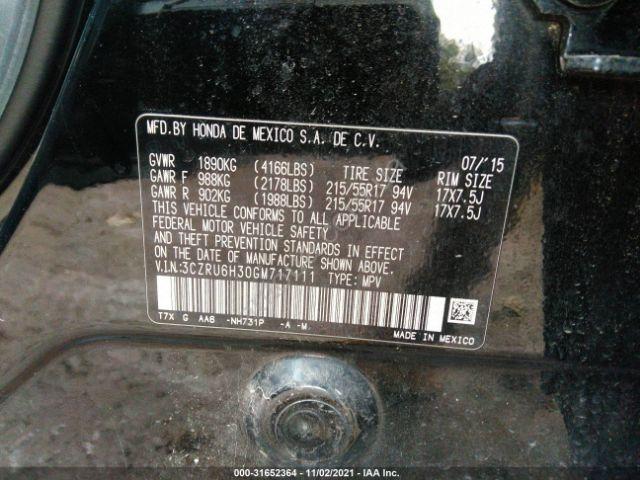 MFD.BY HONDA DE MEXICO S.A. DE C.V.
07/'15
GVWR 1890KG (4166LBS) TIRE SIZE RIM SIZE
GAWR F 988KG (2178LBS) 215/55R17 94V 17X7.5J
GAWR R 902KG (1988LBS) 215/55R17 94V 17X7.5J
THIS VEHICLE CONFORMS TO ALL APPLICABLE
FEDERAL MOTOR VEHICLE SAFETY
AND THEFT PREVENTION STANDARDS IN EFFECT
ON THE DATE OF MANUFACTURE SHOWN ABOVE.
V.I.N:3CZRU6H30GM717111 TYPE: MPV
T7X G AA6 -NH731P -A -M-
MADE IN MEXICO
000-31652364 | 11/02/2021 | IAA Inc.